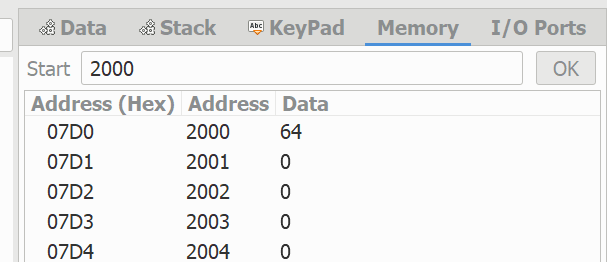 Data Stack Abc KeyPad Memory I/O Ports
Start 2000 OK
Address (Hex) Address Data
07D0 2000 64
07D1 2001 0
07D2 2002 0
07D3 2003 0
07D4 2004 0